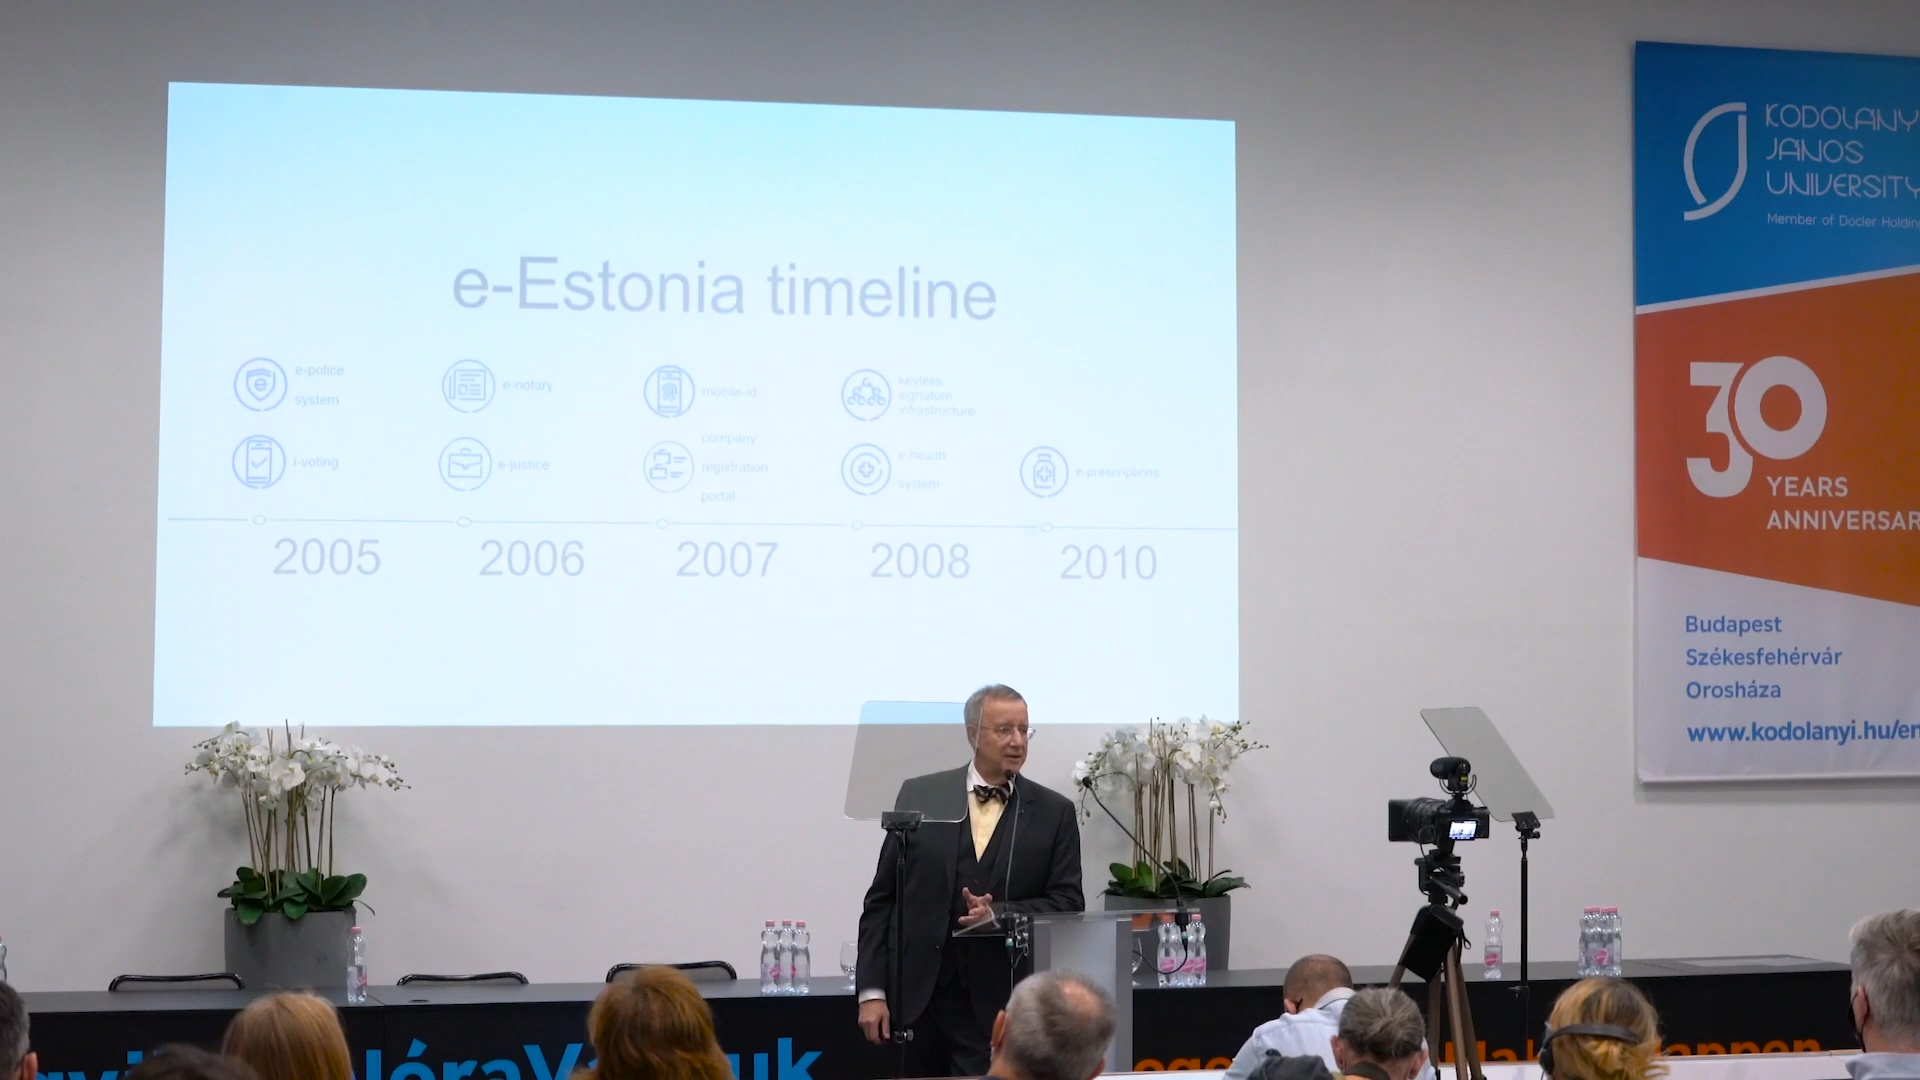 e-Estonia timeline
e-police
system
e-notary
mobile-id
keyless
signature
infrastructure
i-voting
e-justice
company
registration
portal
e-health
system
e-prescriptions
2005
2006
2007
2008
2010
KODOLÁNY
JÁNOS
UNIVERSITY
Member of Docler Holdin
30
YEARS
ANNIVERSAR
Budapest
Székesfehérvár
Orosháza
www.kodolanyi.hu/en